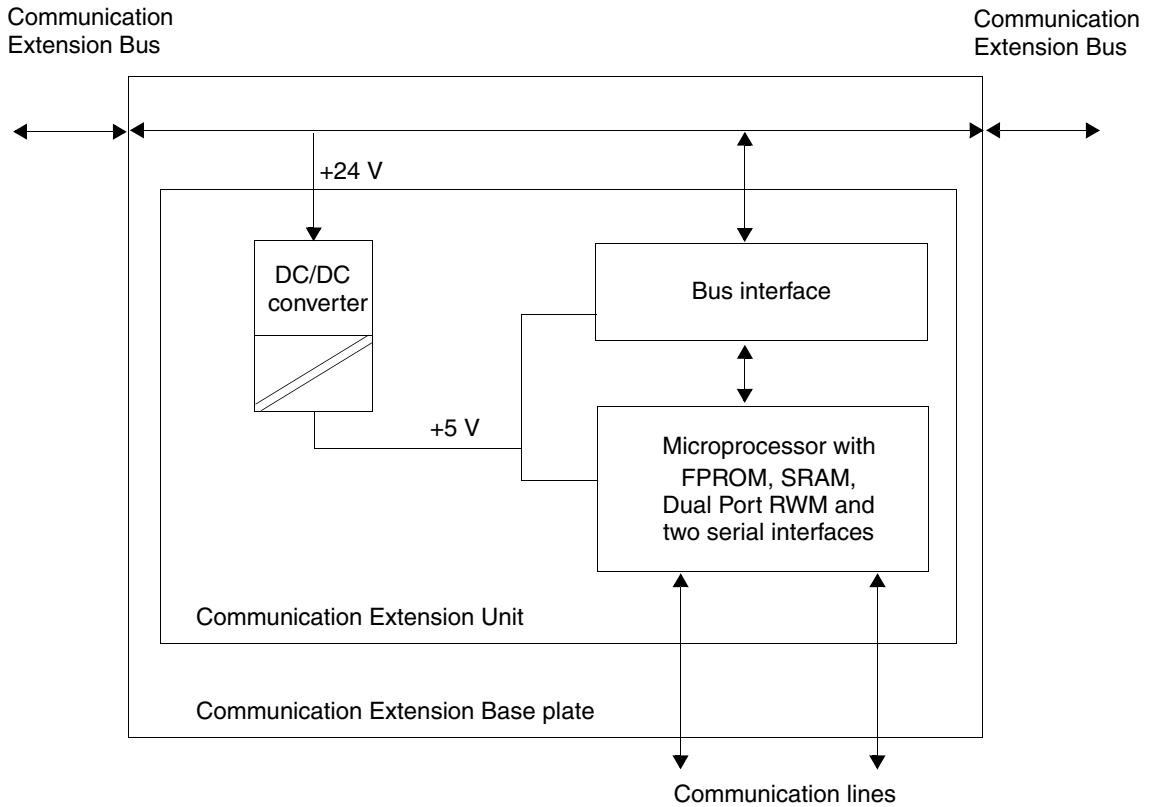 Communication
Extension Bus
Communication
Extension Bus
+24 V
DC/DC
converter
Bus interface
+5 V
Microprocessor with
FPROM, SRAM,
Dual Port RWM and
two serial interfaces
Communication Extension Unit
Communication Extension Base plate
Communication lines